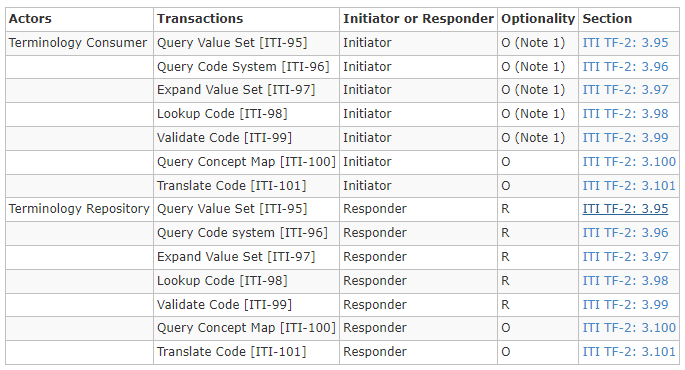 Actors Transactions Initiator or Responder Optionality Section
Terminology Consumer Query Value Set [ITI-95] Initiator O (Note 1) ITI TF-2: 3.95
Query Code System [ITI-96] Initiator O (Note 1) ITI TF-2: 3.96
Expand Value Set [ITI-97] Initiator O (Note 1) ITI TF-2: 3.97
Lookup Code [ITI-98] Initiator O (Note 1) ITI TF-2: 3.98
Validate Code [ITI-99] Initiator O (Note 1) ITI TF-2: 3.99
Query Concept Map [ITI-100] Initiator O ITI TF-2: 3.100
Translate Code [ITI-101] Initiator O ITI TF-2: 3.101
Terminology Repository Query Value Set [ITI-95] Responder R ITI TF-2: 3.95
Query Code system [ITI-96] Responder R ITI TF-2: 3.96
Expand Value Set [ITI-97] Responder R ITI TF-2: 3.97
Lookup Code [ITI-98] Responder R ITI TF-2: 3.98
Validate Code [ITI-99] Responder R ITI TF-2: 3.99
Query Concept Map [ITI-100] Responder O ITI TF-2: 3.100
Translate Code [ITI-101] Responder O ITI TF-2: 3.101